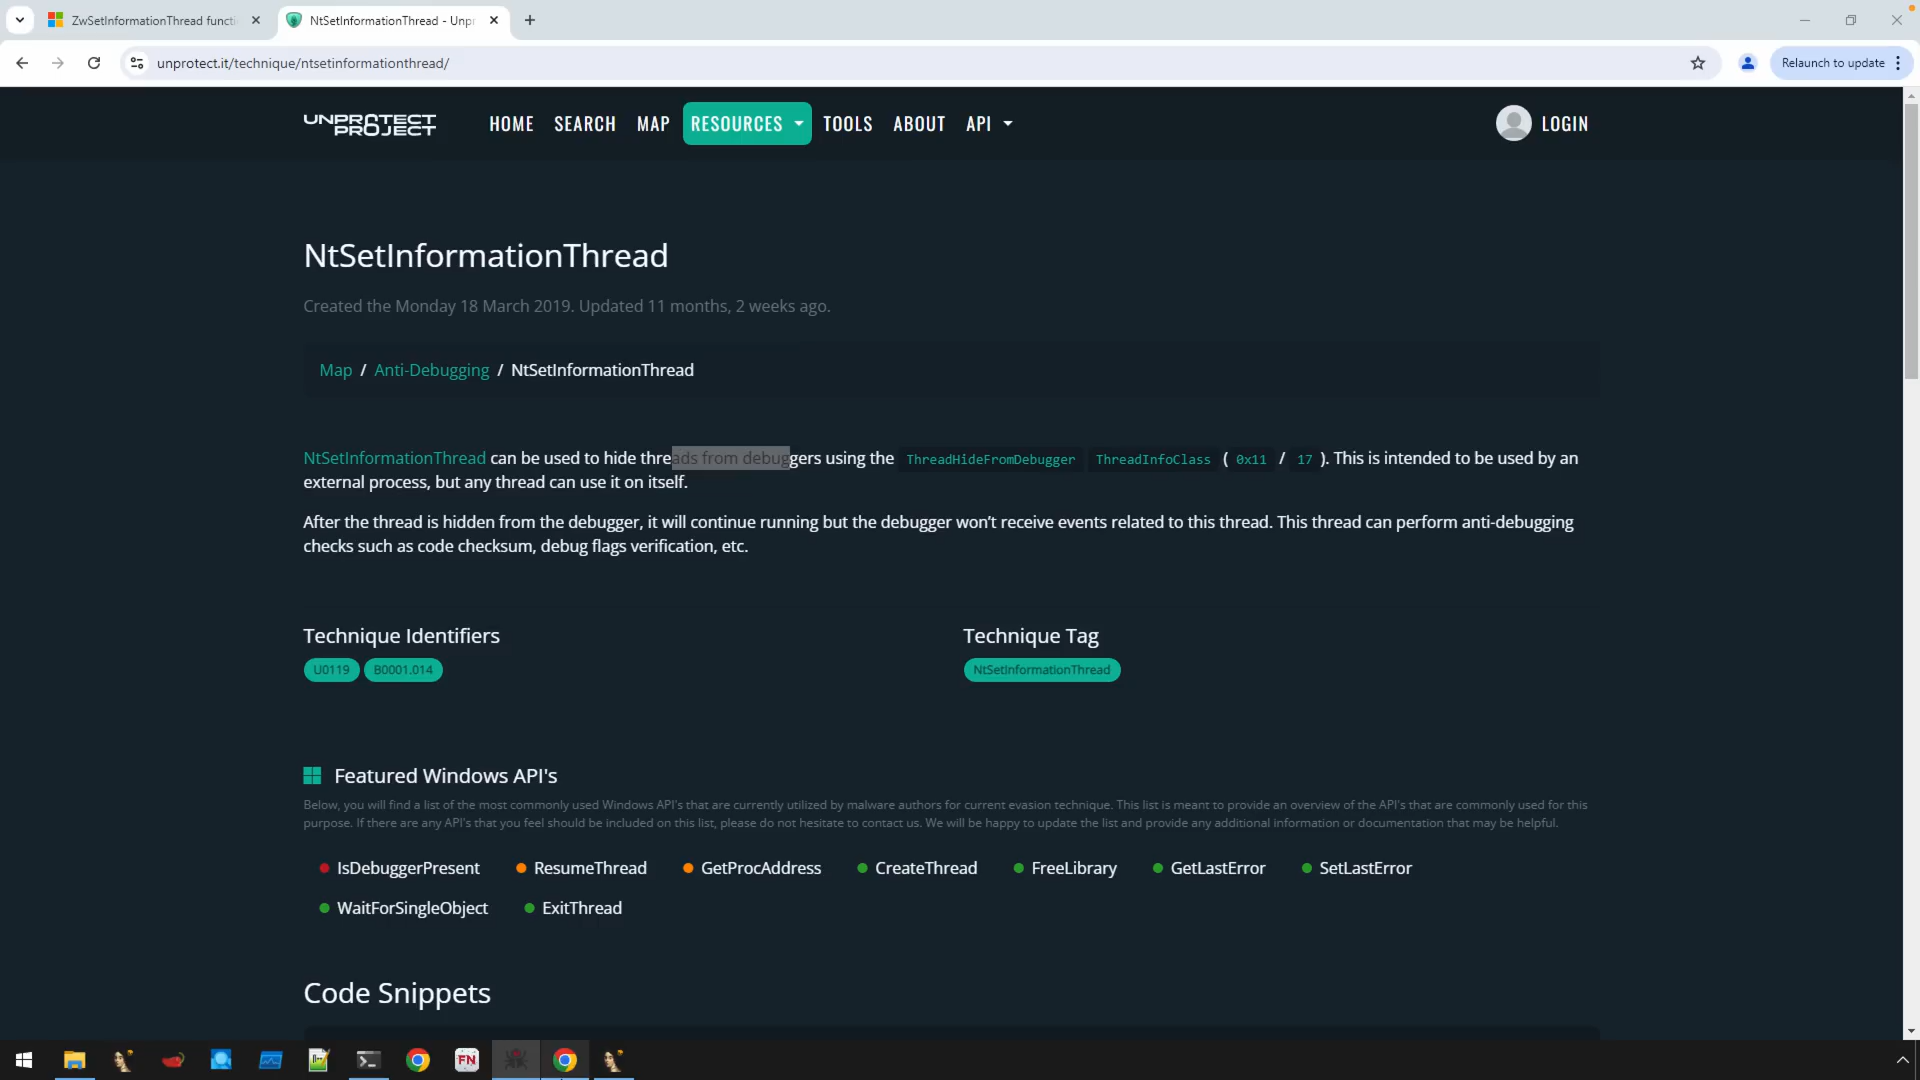 ZwSetInformationThread functi
NtSetInformationThread - Unpr
unprotect.it/technique/ntsetinformationthread/
Relaunch to update
UNPROTECT
PROJECT
HOME
SEARCH
MAP
RESOURCES
TOOLS
ABOUT
API
LOGIN
NtSetInformationThread
Created the Monday 18 March 2019. Updated 11 months, 2 weeks ago.
Map / Anti-Debugging / NtSetInformationThread
NtSetInformationThread can be used to hide threads from debuggers using the ThreadHideFromDebugger ThreadInfoClass ( 0x11 / 17 ). This is intended to be used by an
external process, but any thread can use it on itself.
After the thread is hidden from the debugger, it will continue running but the debugger won't receive events related to this thread. This thread can perform anti-debugging
checks such as code checksum, debug flags verification, etc.
Technique Identifiers
U0119 B0001.014
Technique Tag
NtSetInformationThread
Featured Windows API's
Below, you will find a list of the most commonly used Windows API's that are currently utilized by malware authors for current evasion technique. This list is meant to provide an overview of the API's that are commonly used for this
purpose. If there are any API's that you feel should be included on this list, please do not hesitate to contact us. We will be happy to update the list and provide any additional information or documentation that may be helpful.
IsDebuggerPresent ResumeThread GetProcAddress CreateThread FreeLibrary GetLastError SetLastError
WaitForSingleObject ExitThread
Code Snippets
FN